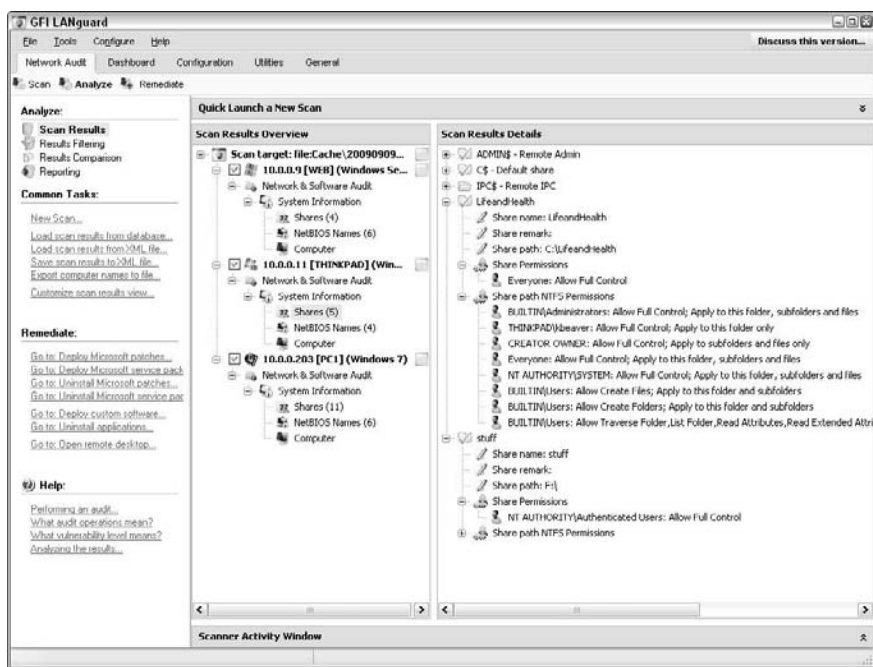 GFI LANguard
File Tools Configure Help
Discuss this version...
Network Audit Dashboard Configuration Utilities General
Scan Analyze Remediate
Analyze:
Scan Results
Results Filtering
Results Comparison
Reporting
Common Tasks:
New Scan...
Load scan results from database...
Load scan results from XML file...
Save scan results to XML file...
Export computer names to file...
Customize scan results view...
Remediate:
Go to: Deploy Microsoft patches...
Go to: Deploy Microsoft service pack
Go to: Uninstall Microsoft patches...
Go to: Uninstall Microsoft service pac
Go to: Deploy custom software...
Go to: Uninstall applications...
Go to: Open remote desktop...
Help:
Performing an audit...
What audit operations mean?
What vulnerability level means?
Analyzing the results...
Quick Launch a New Scan
Scan Results Overview
Scan target: file:Cache\20090909...
10.0.0.9 [WEB] (Windows Se...
Network & Software Audit
System Information
Shares (4)
NetBIOS Names (6)
Computer
10.0.0.11 [THINKPAD] (Win...
Network & Software Audit
System Information
Shares (5)
NetBIOS Names (4)
Computer
10.0.0.203 [PC1] (Windows 7)
Network & Software Audit
System Information
Shares (11)
NetBIOS Names (6)
Computer
Scan Results Details
ADMIN$ - Remote Admin
C$ - Default share
IPC$ - Remote IPC
LifeandHealth
Share name: LifeandHealth
Share remark:
Share path: C:\LifeandHealth
Share Permissions
Everyone: Allow Full Control
Share path NTFS Permissions
BUILTIN\Administrators: Allow Full Control; Apply to this folder, subfolders and files
THINKPAD\kbeaver: Allow Full Control; Apply to this folder only
CREATOR OWNER: Allow Full Control; Apply to subfolders and files only
Everyone: Allow Full Control; Apply to this folder, subfolders and files
NT AUTHORITY\SYSTEM: Allow Full Control; Apply to this folder, subfolders and files
BUILTIN\Users: Allow Create Files; Apply to this folder and subfolders
BUILTIN\Users: Allow Create Folders; Apply to this folder and subfolders
BUILTIN\Users: Allow Traverse Folder,List Folder,Read Attributes,Read Extended Attri
stuff
Share name: stuff
Share remark:
Share path: F:\
Share Permissions
NT AUTHORITY\Authenticated Users: Allow Full Control
Share path NTFS Permissions
Scanner Activity Window